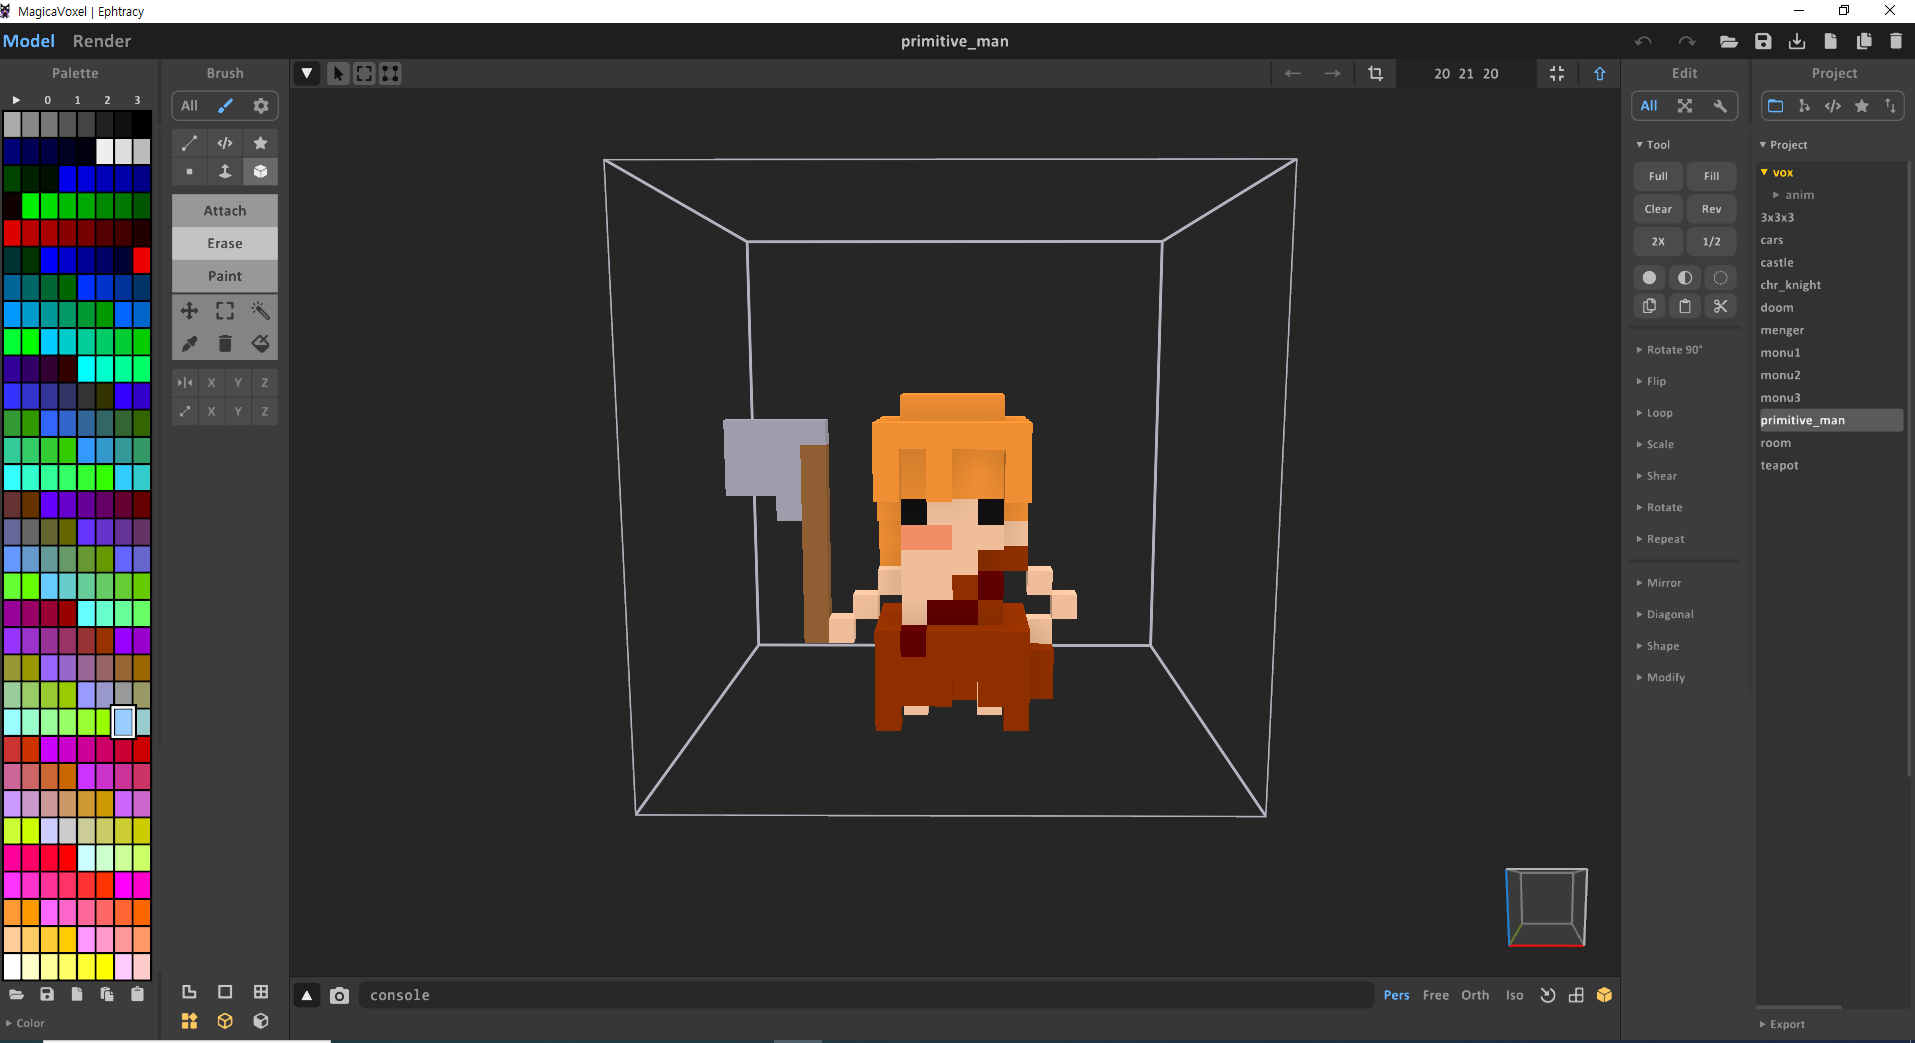 MagicaVoxel | Ephtracy
Model Render
primitive_man
Palette
0 1 2 3
Color
Brush
All
Attach
Erase
Paint
X Y Z
X Y Z
20 21 20
console
Pers Free Orth Iso
Edit
All
Tool
Full Fill
Clear Rev
2X 1/2
Rotate 90°
Flip
Loop
Scale
Shear
Rotate
Repeat
Mirror
Diagonal
Shape
Modify
Project
Project
vox
anim
3x3x3
cars
castle
chr_knight
doom
menger
monu1
monu2
monu3
primitive_man
room
teapot
Export